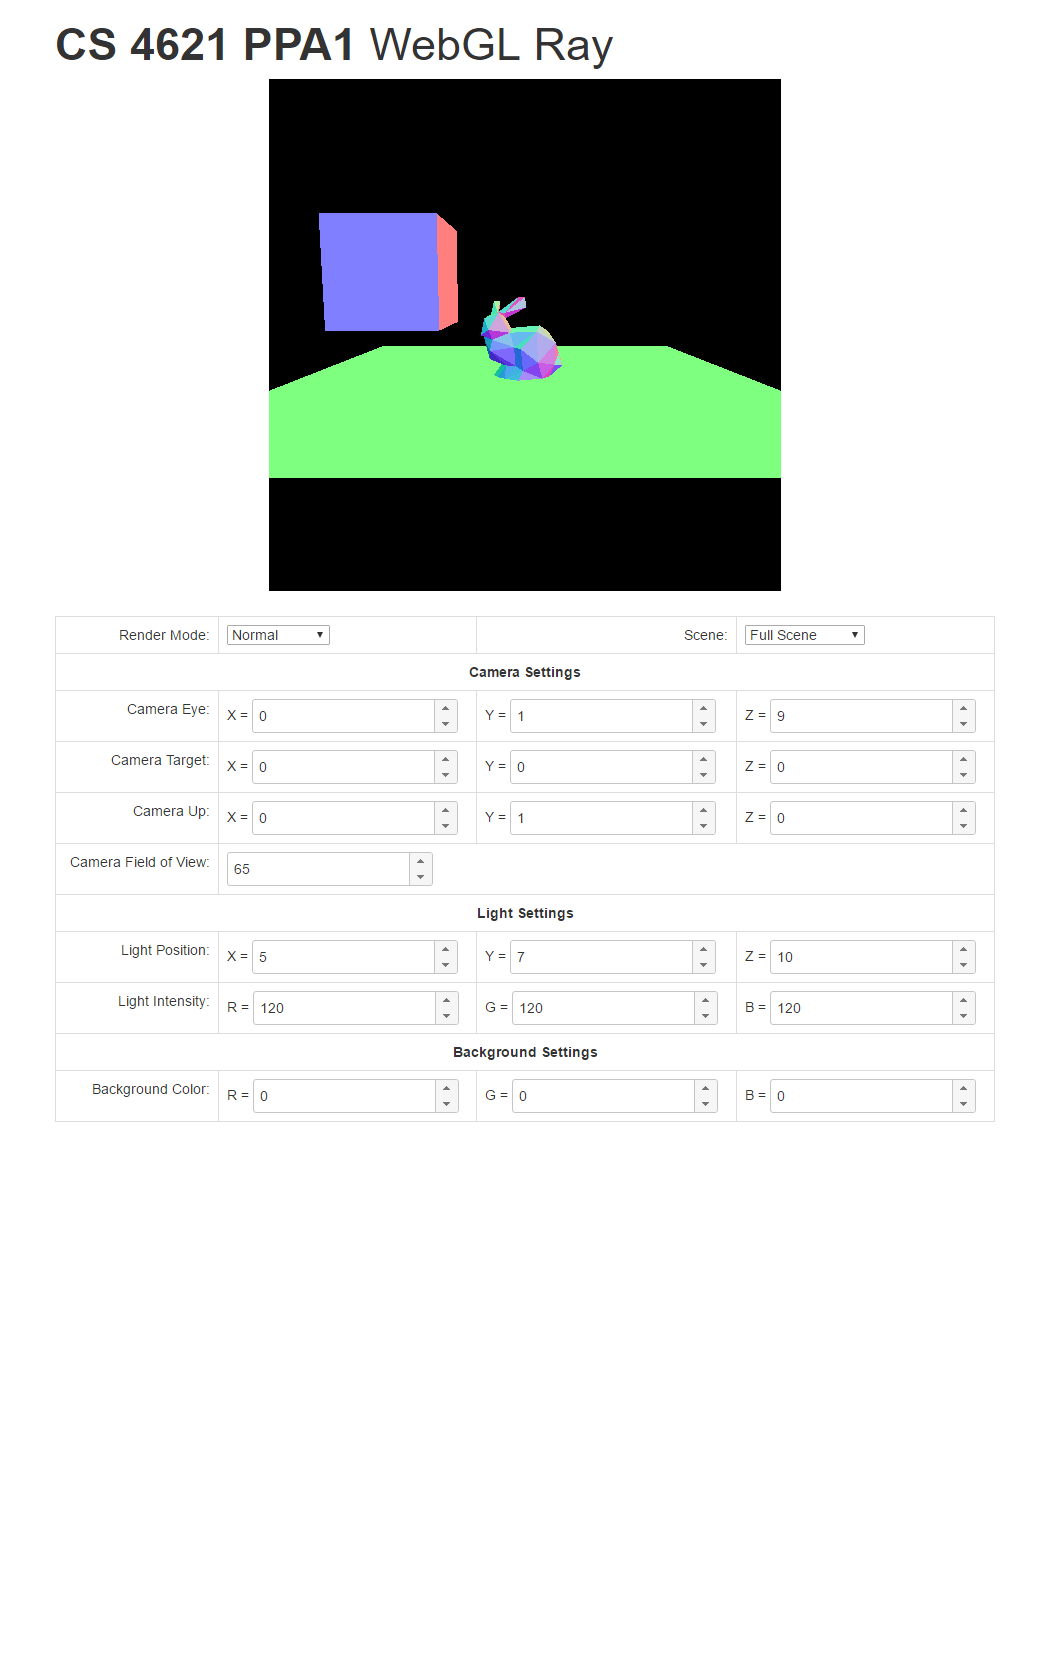 CS 4621 PPA1 WebGL Ray
Render Mode: Normal Scene: Full Scene
Camera Settings
Camera Eye: X = 0 Y = 1 Z = 9
Camera Target: X = 0 Y = 0 Z = 0
Camera Up: X = 0 Y = 1 Z = 0
Camera Field of View: 65
Light Settings
Light Position: X = 5 Y = 7 Z = 10
Light Intensity: R = 120 G = 120 B = 120
Background Settings
Background Color: R = 0 G = 0 B = 0